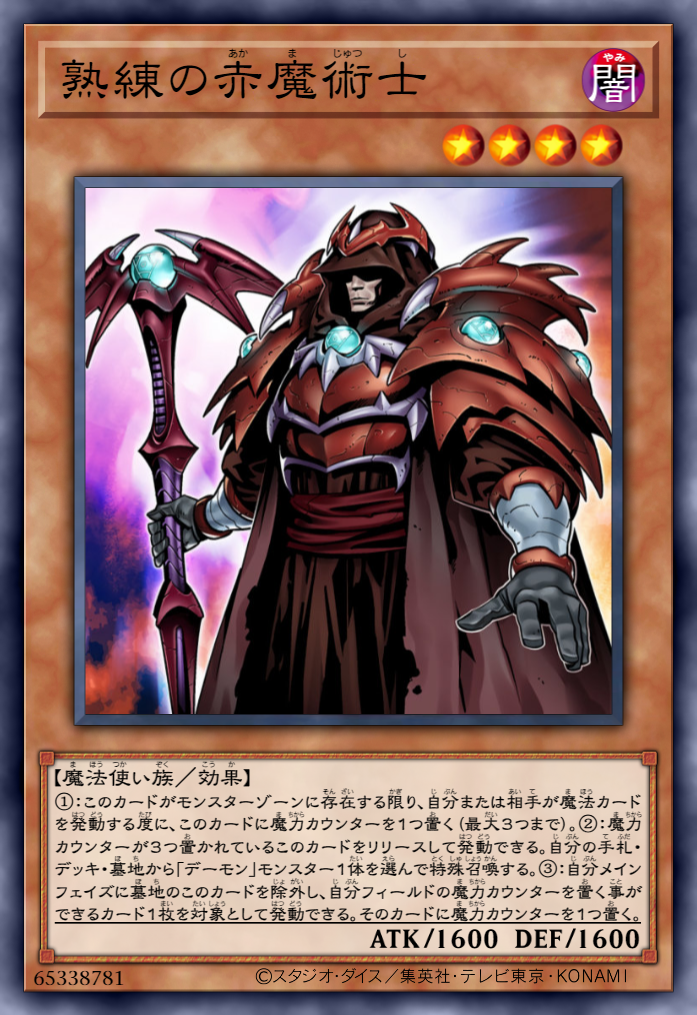 熟練の赤魔術士
闇
【魔法使い族／効果】
①：このカードがモンスターゾーンに存在する限り、自分または相手が魔法カード
を発動する度に、このカードに魔力カウンターを1つ置く(最大3つまで)。②：魔力
カウンターが3つ置かれているこのカードをリリースして発動できる。自分の手札・
デッキ・墓地から「デーモン」モンスター1体を選んで特殊召喚する。③：自分メイン
フェイズに墓地のこのカードを除外し、自分フィールドの魔力カウンターを置く事が
できるカード1枚を対象として発動できる。そのカードに魔力カウンターを1つ置く。
ATK/1600 DEF/1600
65338781 ©スタジオ・ダイス／集英社・テレビ東京・KONAMI